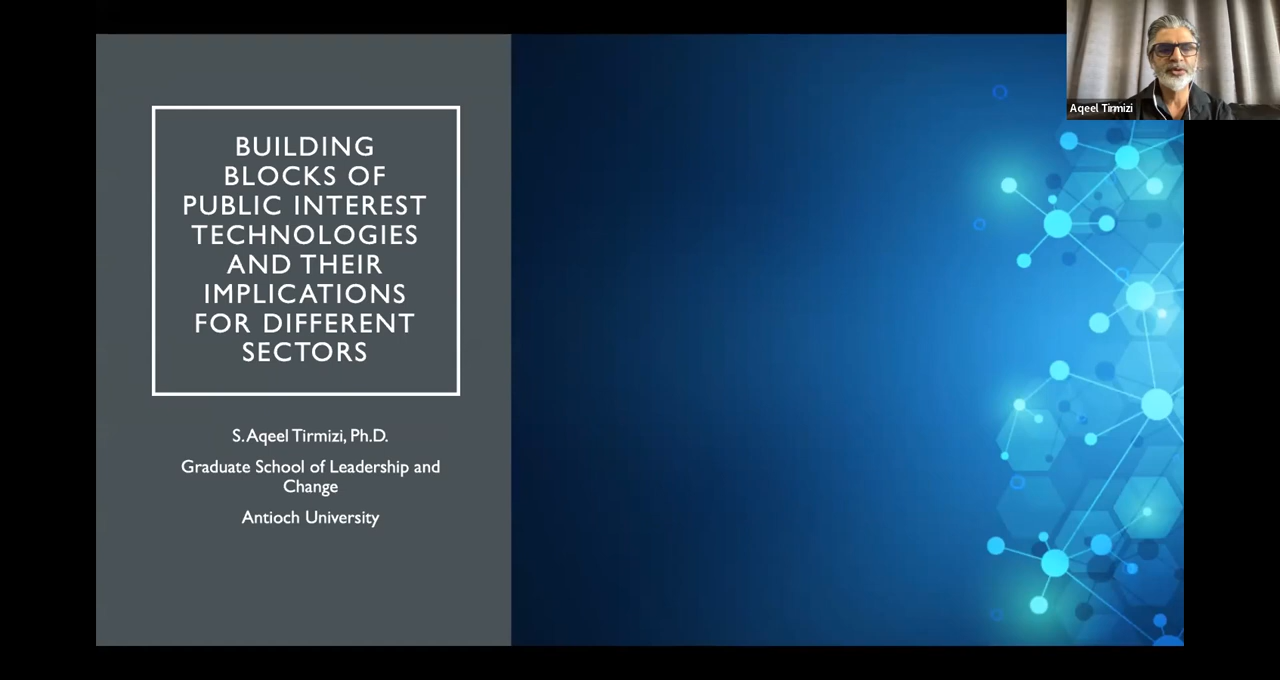 BUILDING
BLOCKS OF
PUBLIC INTEREST
TECHNOLOGIES
AND THEIR
IMPLICATIONS
FOR DIFFERENT
SECTORS
S. Aqeel Tirmizi, Ph.D.
Graduate School of Leadership and
Change
Antioch University
Aqeel Tirmizi